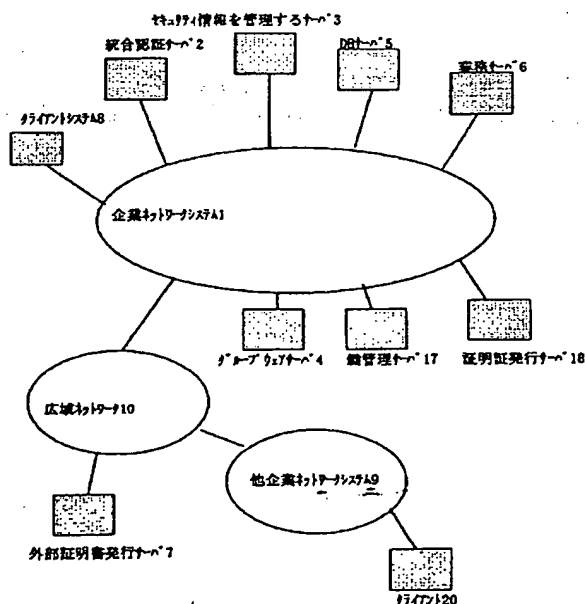 セキュリティ情報を管理するサーバ3
統合認証サーバ2
DBサーバ5
業務サーバ6
クライアントシステム8
企業ネットワークシステム1
グループウェアサーバ4
鍵管理サーバ17
証明証発行サーバ18
広域ネットワーク10
他企業ネットワークシステム9
外部証明書発行サーバ7
クライアント20